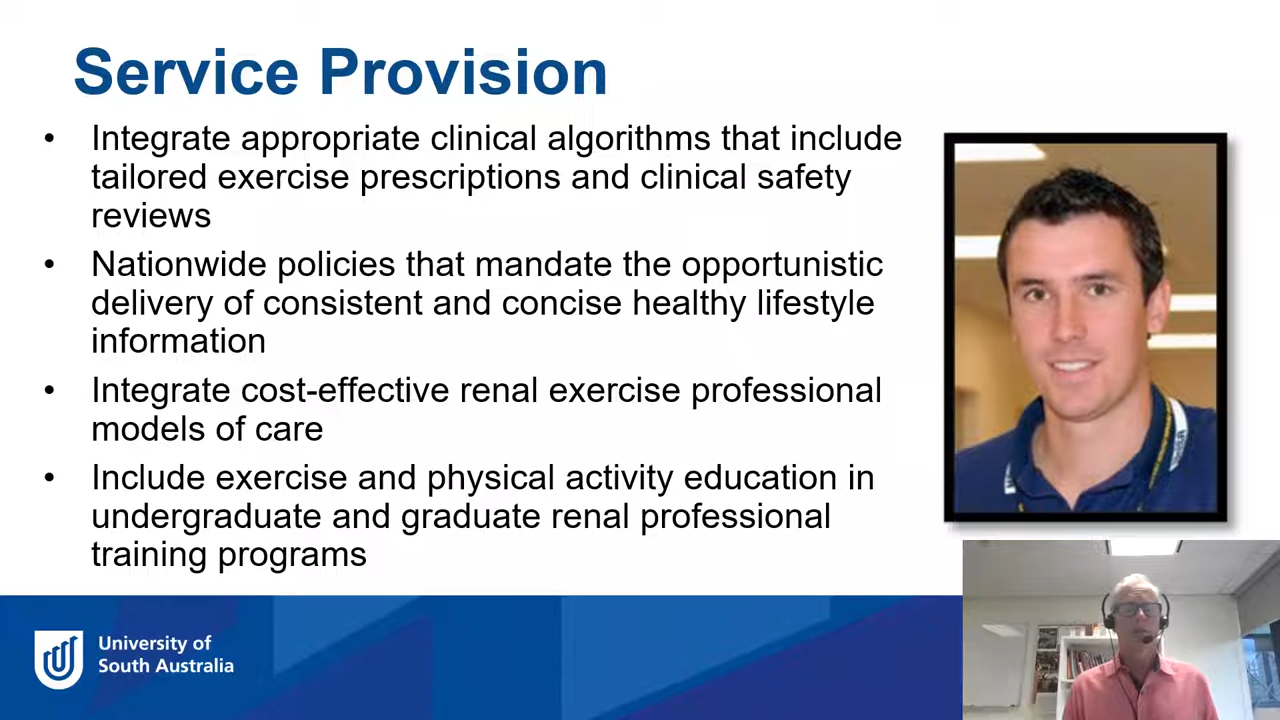 Service Provision
• Integrate appropriate clinical algorithms that include
tailored exercise prescriptions and clinical safety
reviews
• Nationwide policies that mandate the opportunistic
delivery of consistent and concise healthy lifestyle
information
• Integrate cost-effective renal exercise professional
models of care
• Include exercise and physical activity education in
undergraduate and graduate renal professional
training programs
University of
South Australia